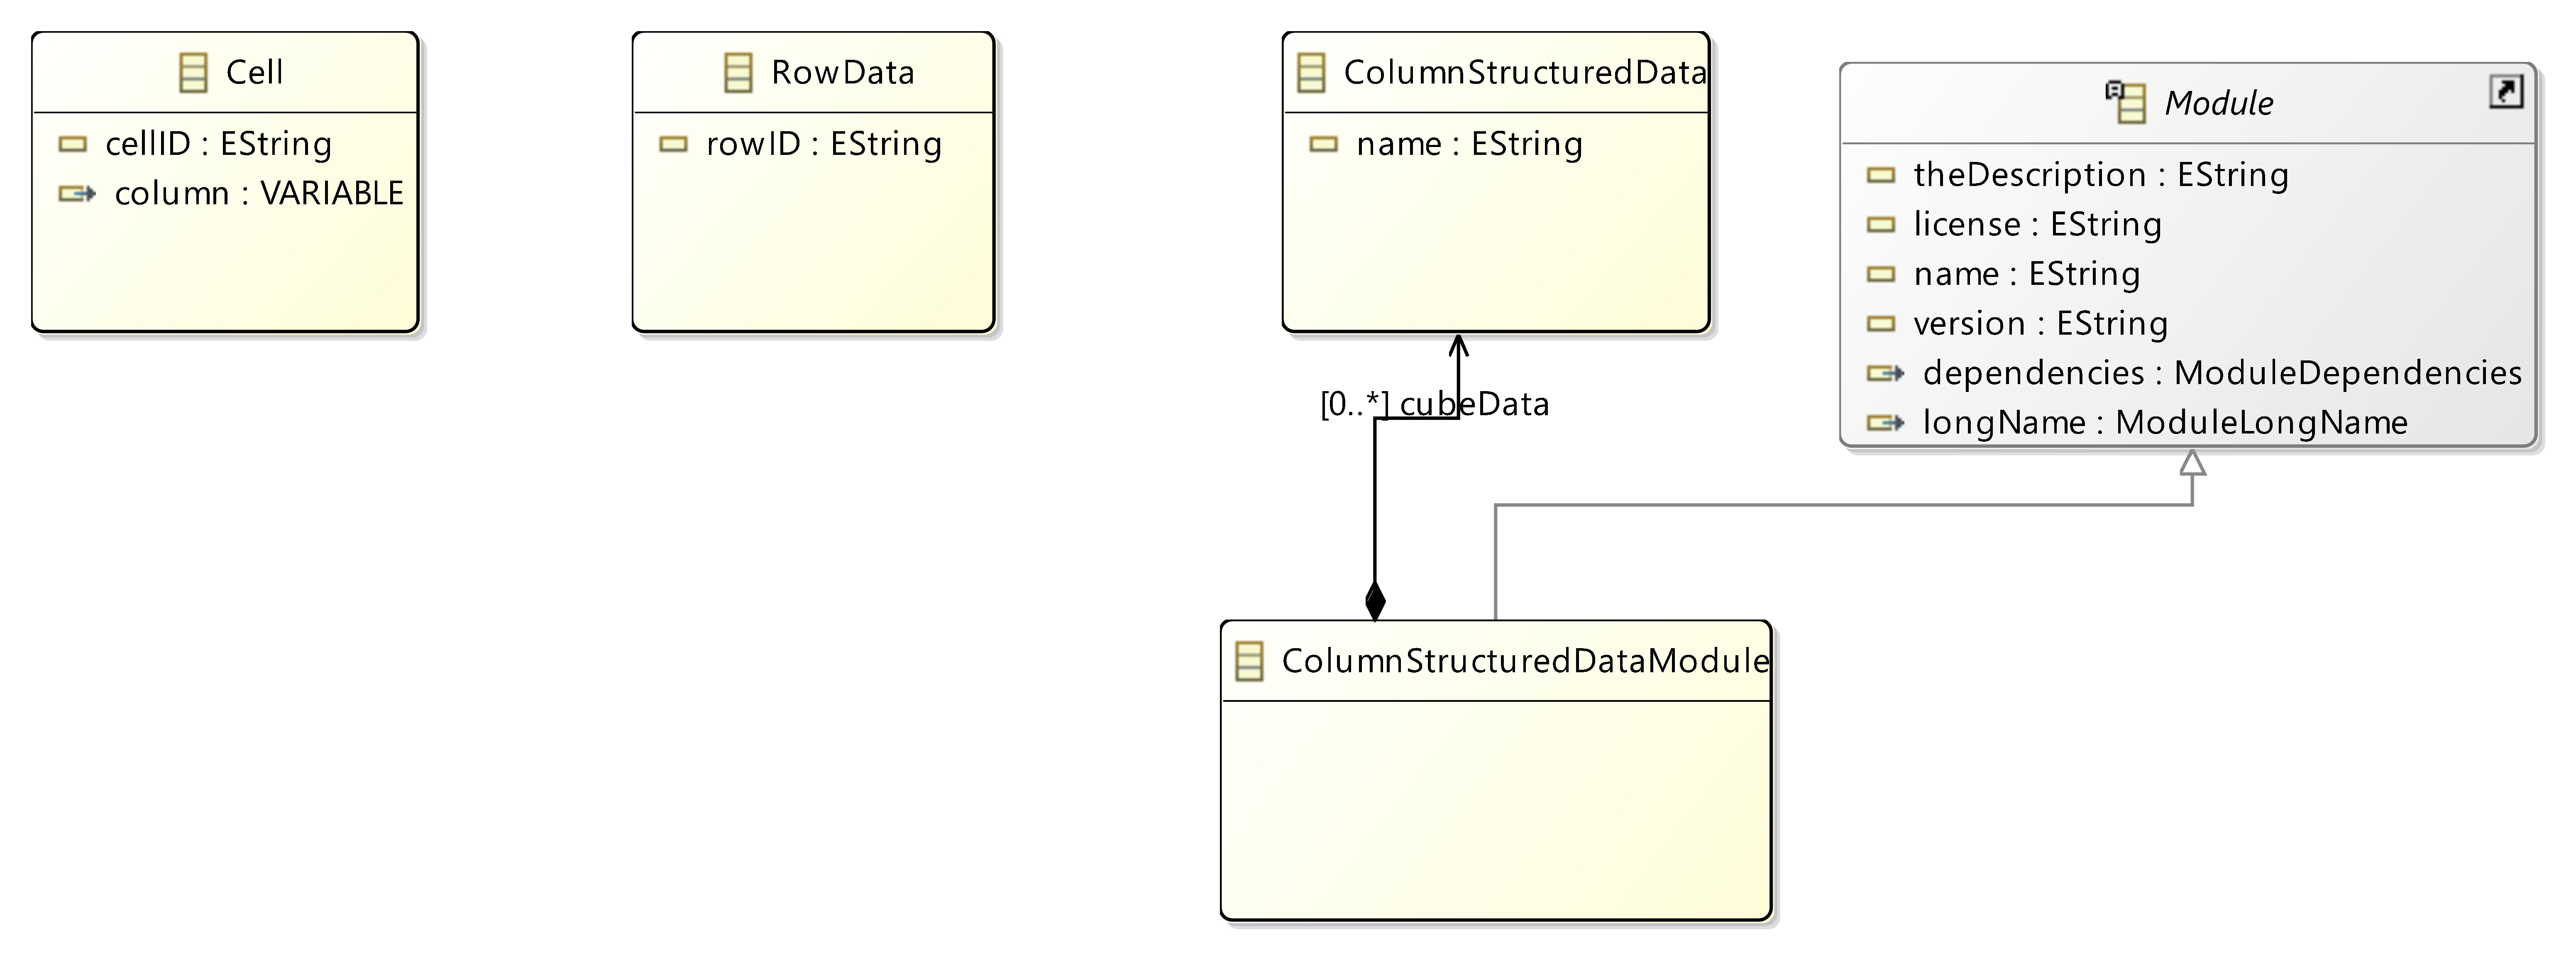 Cell
cellID : EString
column : VARIABLE
RowData
rowID : EString
ColumnStructuredData
name : EString
Module
theDescription : EString
license : EString
name : EString
version : EString
dependencies : ModuleDependencies
longName : ModuleLongName
[0..*] cubeData
ColumnStructuredDataModule